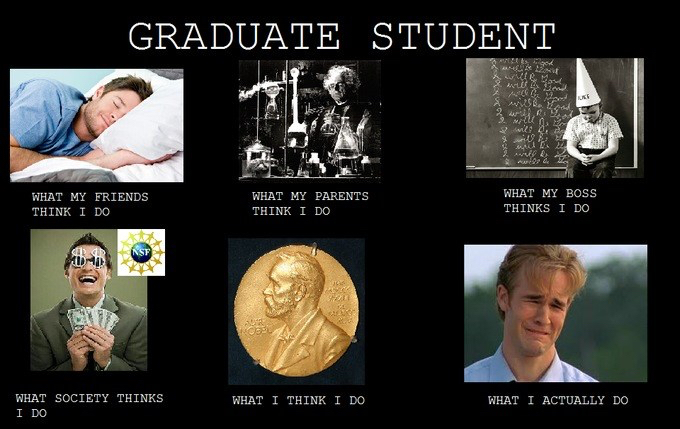 GRADUATE STUDENT
WHAT MY FRIENDS
THINK I DO
WHAT MY PARENTS
THINK I DO
WHAT MY BOSS
THINKS I DO
$$
NSF
WHAT SOCIETY THINKS
I DO
WHAT I THINK I DO
WHAT I ACTUALLY DO